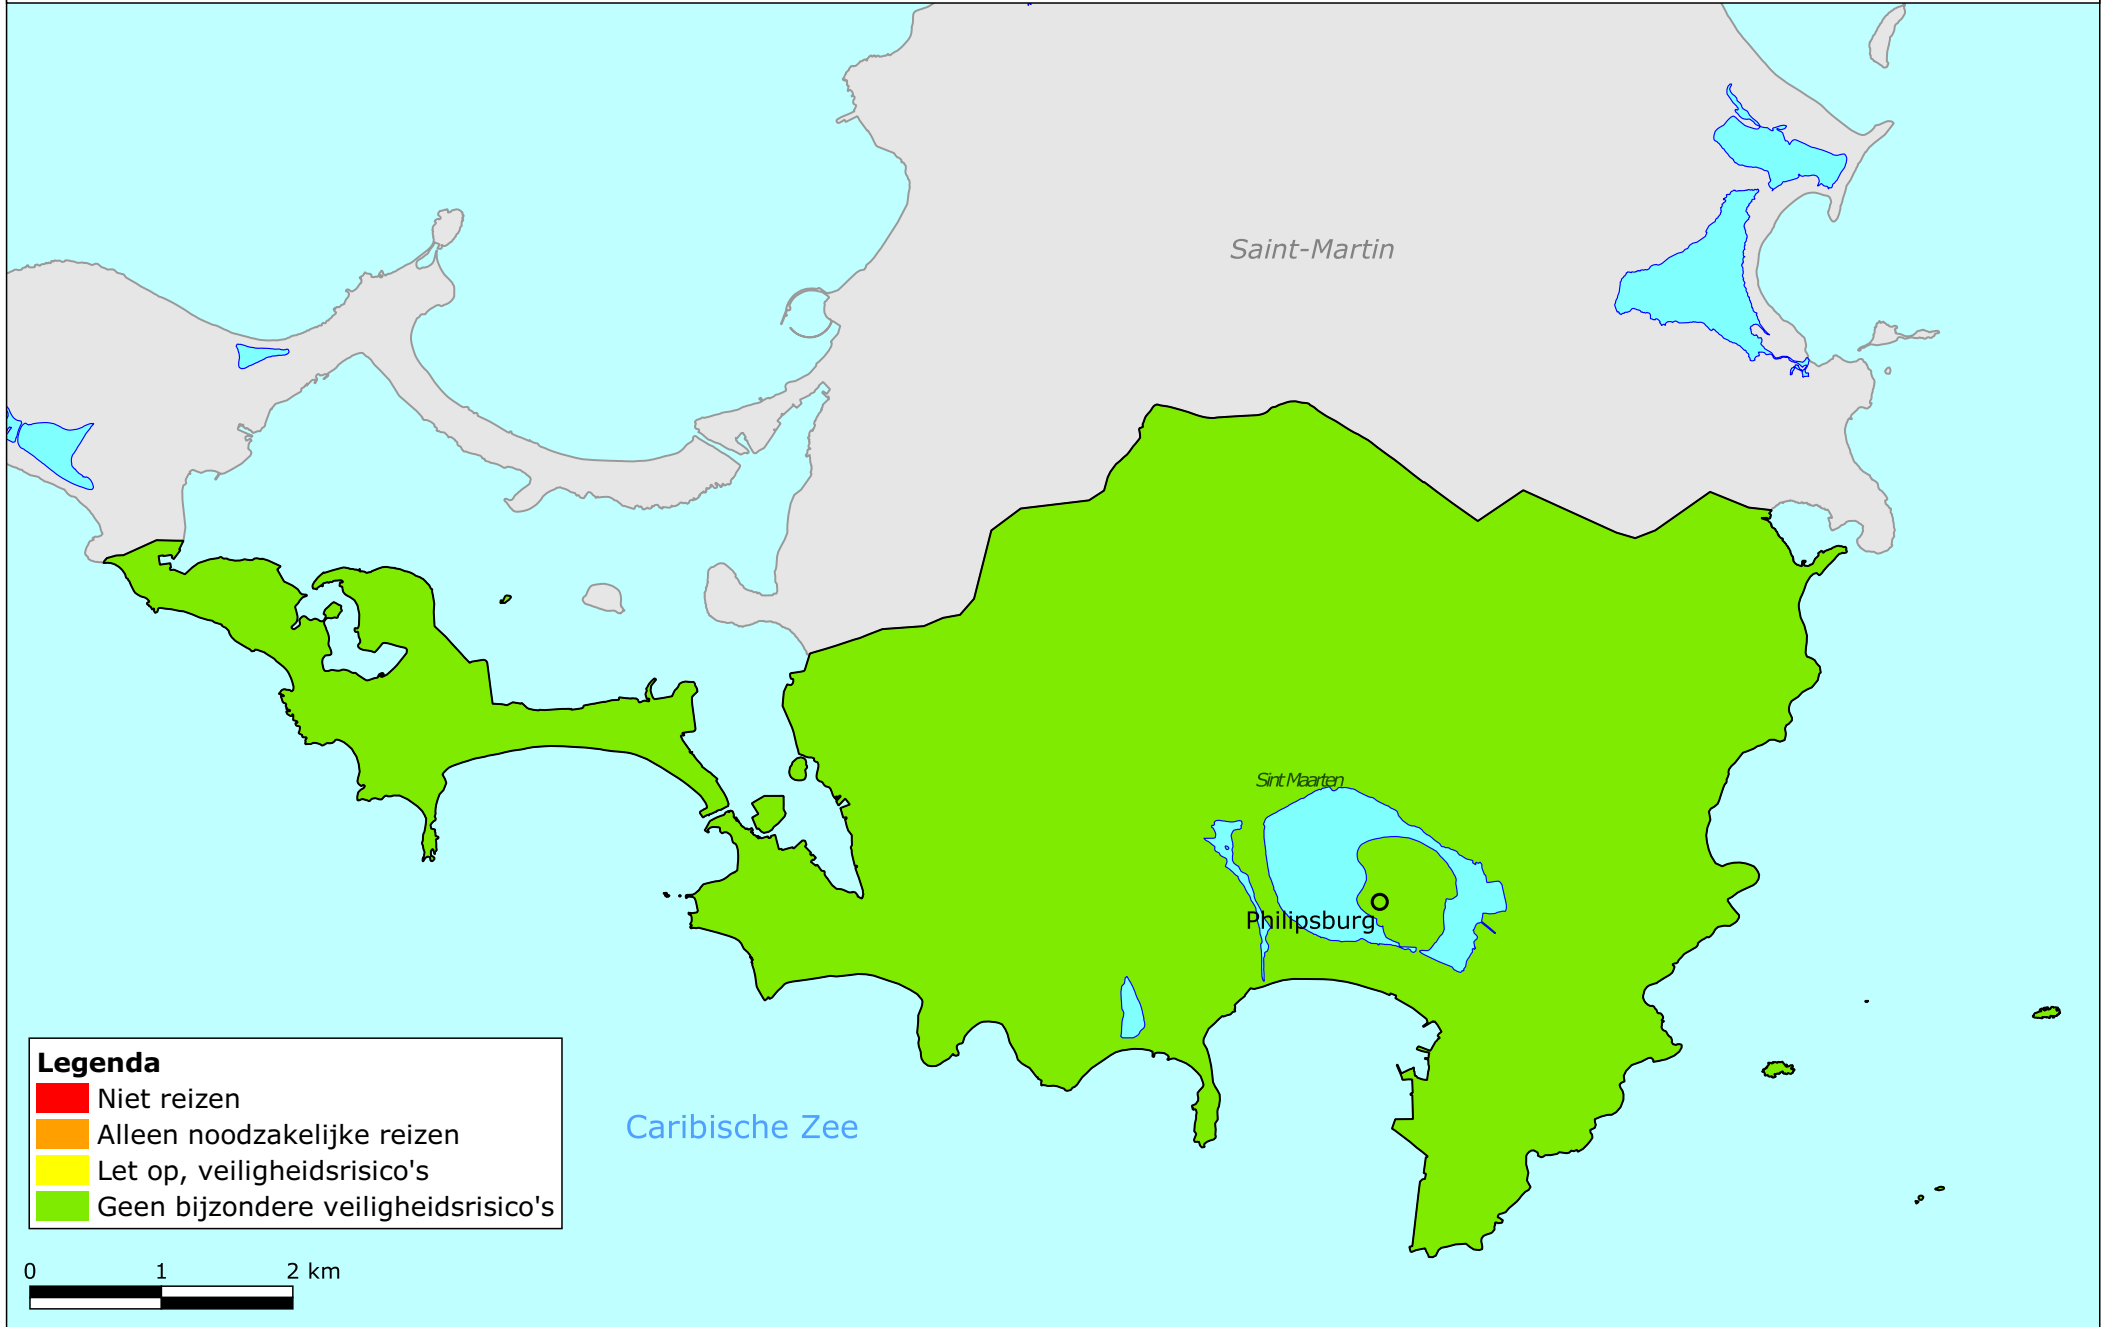 Saint-Martin
Sint Maarten
Philipsburg
Caribische Zee
Legenda
Niet reizen
Alleen noodzakelijke reizen
Let op, veiligheidsrisico's
Geen bijzondere veiligheidsrisico's
0 1 2 km